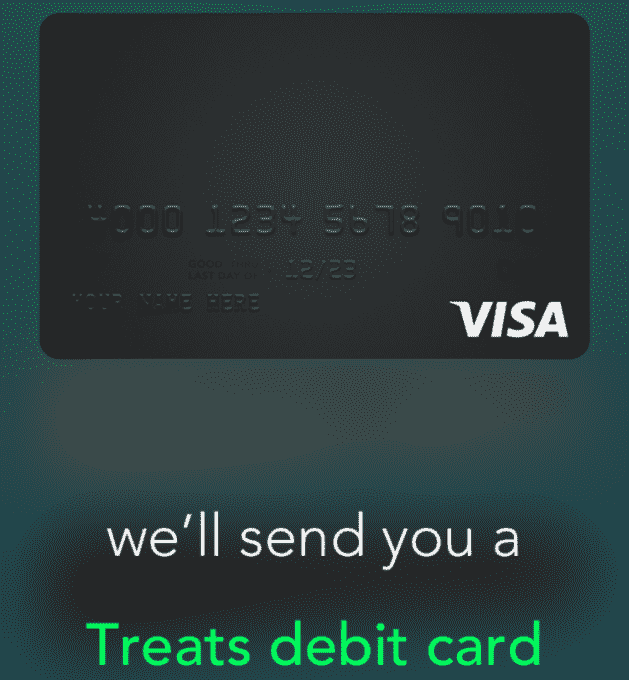 4000 1234 5678 9010
GOOD THRU
LAST DAY OF
12/23
YOUR NAME HERE
VISA
we'll send you a
Treats debit card